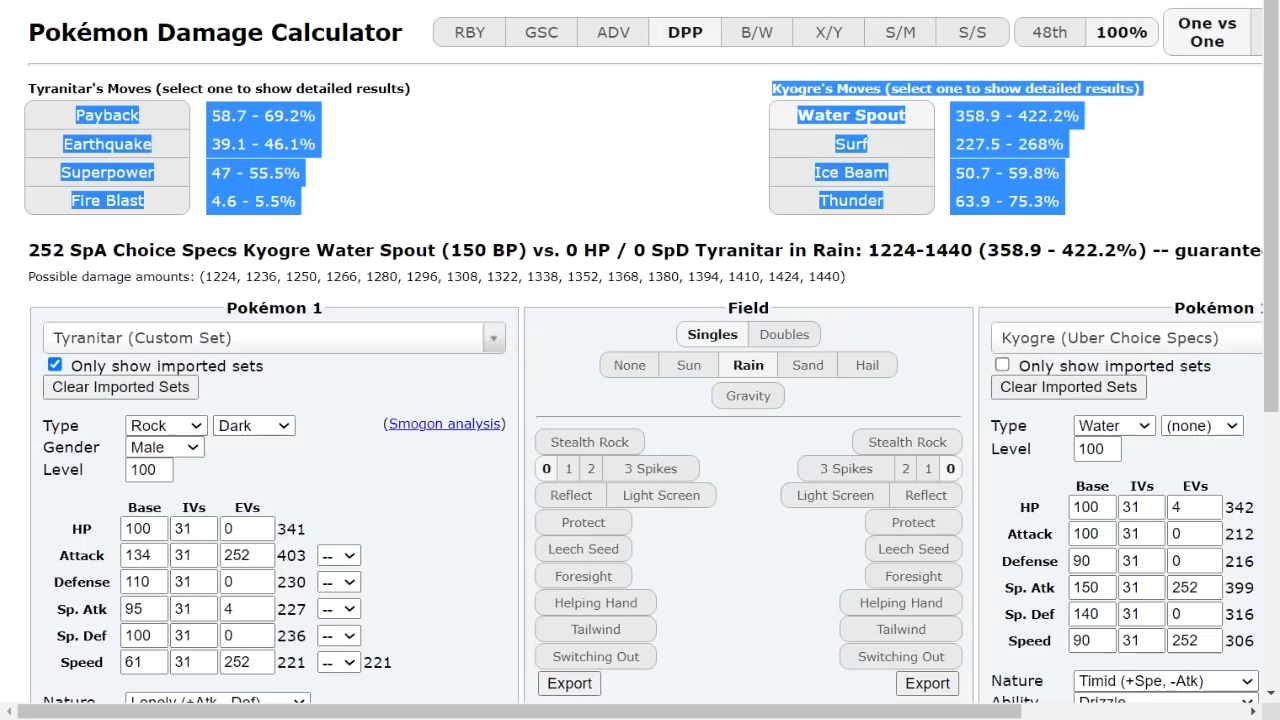 Pokémon Damage Calculator
RBY GSC ADV DPP B/W X/Y S/M S/S 48th 100% One vs One
Tyranitar's Moves (select one to show detailed results) Kyogre's Moves (select one to show detailed results)
Payback 58.7 - 69.2% Water Spout 358.9 - 422.2%
Earthquake 39.1 - 46.1% Surf 227.5 - 268%
Superpower 47 - 55.5% Ice Beam 50.7 - 59.8%
Fire Blast 4.6 - 5.5% Thunder 63.9 - 75.3%
252 SpA Choice Specs Kyogre Water Spout (150 BP) vs. 0 HP / 0 SpD Tyranitar in Rain: 1224-1440 (358.9 - 422.2%) -- guarante
Possible damage amounts: (1224, 1236, 1250, 1266, 1280, 1296, 1308, 1322, 1338, 1352, 1368, 1380, 1394, 1410, 1424, 1440)
Pokémon 1
Tyranitar (Custom Set)
Only show imported sets
Clear Imported Sets
Type Rock Dark (Smogon analysis)
Gender Male
Level 100
Base IVs EVs
HP 100 31 0 341
Attack 134 31 252 403 --
Defense 110 31 0 230 --
Sp. Atk 95 31 4 227 --
Sp. Def 100 31 0 236 --
Speed 61 31 252 221 -- 221
Nature Lonely (+Atk, -Def)
Field
Singles Doubles
None Sun Rain Sand Hail
Gravity
Stealth Rock Stealth Rock
0 1 2 3 Spikes 3 Spikes 2 1 0
Reflect Light Screen Light Screen Reflect
Protect Protect
Leech Seed Leech Seed
Foresight Foresight
Helping Hand Helping Hand
Tailwind Tailwind
Switching Out Switching Out
Export Export
Pokémon
Kyogre (Uber Choice Specs)
Only show imported sets
Clear Imported Sets
Type Water (none)
Level 100
Base IVs EVs
HP 100 31 4 342
Attack 100 31 0 212
Defense 90 31 0 216
Sp. Atk 150 31 252 399
Sp. Def 140 31 0 316
Speed 90 31 252 306
Nature Timid (+Spe, -Atk)
Ability Drizzle